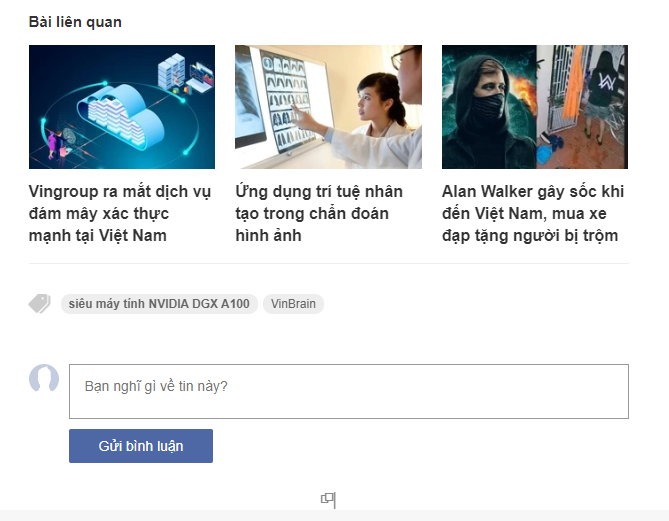 Bài liên quan
Vingroup ra mắt dịch vụ
đám mây xác thực
mạnh tại Việt Nam
Ứng dụng trí tuệ nhân
tạo trong chẩn đoán
hình ảnh
Alan Walker gây sốc khi
đến Việt Nam, mua xe
đạp tặng người bị trộm
siêu máy tính NVIDIA DGX A100
VinBrain
Bạn nghĩ gì về tin này?
Gửi bình luận